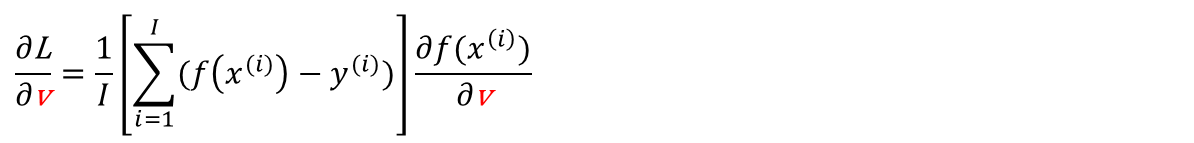 ∂L/∂v = 1/I [∑_{i=1}^{I} (f(x^{(i)}) − y^{(i)})] ∂f(x^{(i)})/∂v